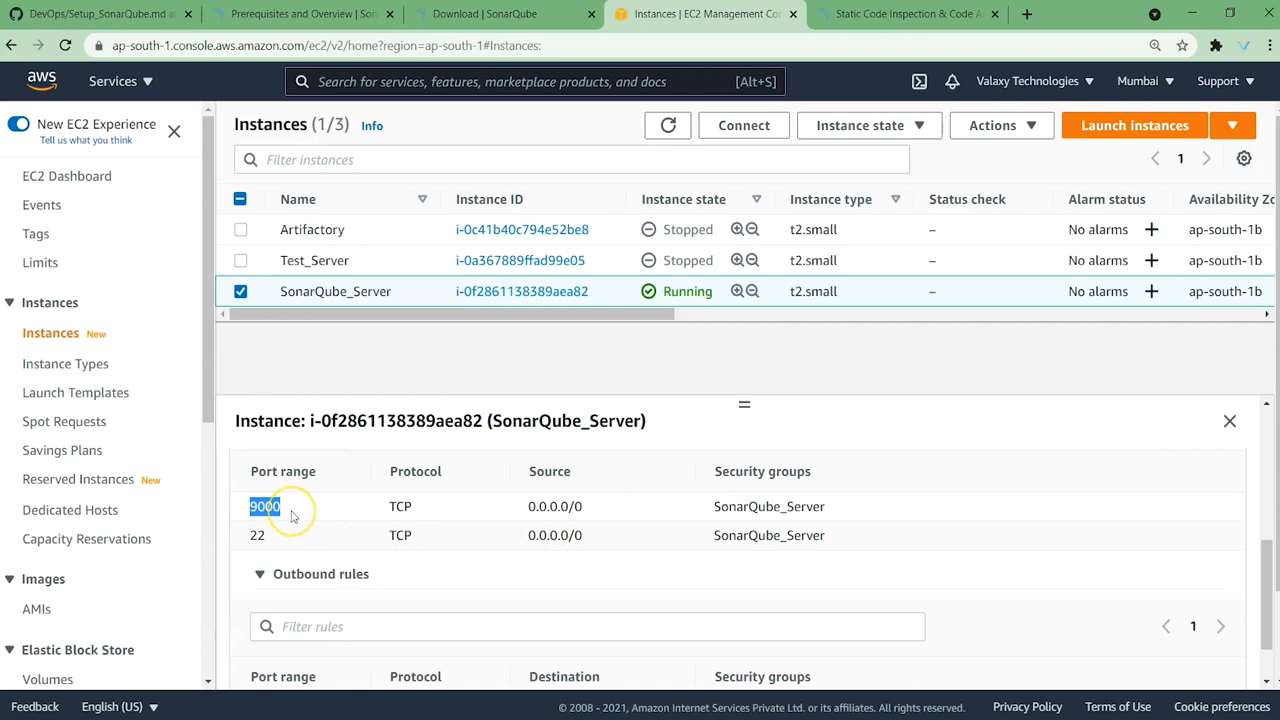 DevOps/Setup_SonarQube.md at
Prerequisites and Overview | Son
Download | SonarQube
Instances | EC2 Management Con
Static Code Inspection & Code A
ap-south-1.console.aws.amazon.com/ec2/v2/home?region=ap-south-1#Instances:
aws
Services
Search for services, features, marketplace products, and docs
[Alt+S]
Valaxy Technologies
Mumbai
Support
New EC2 Experience
Tell us what you think
EC2 Dashboard
Events
Tags
Limits
Instances
Instances New
Instance Types
Launch Templates
Spot Requests
Savings Plans
Reserved Instances New
Dedicated Hosts
Capacity Reservations
Images
AMIs
Elastic Block Store
Volumes
Instances (1/3) Info
Connect
Instance state
Actions
Launch instances
Filter instances
1
Name Instance ID Instance state Instance type Status check Alarm status Availability Zo
Artifactory i-0c41b40c794e52be8 Stopped t2.small – No alarms + ap-south-1b
Test_Server i-0a367889ffad99e05 Stopped t2.small – No alarms + ap-south-1b
SonarQube_Server i-0f2861138389aea82 Running t2.small – No alarms + ap-south-1b
Instance: i-0f2861138389aea82 (SonarQube_Server)
Port range Protocol Source Security groups
9000 TCP 0.0.0.0/0 SonarQube_Server
22 TCP 0.0.0.0/0 SonarQube_Server
Outbound rules
Filter rules
1
Port range Protocol Destination Security groups
Feedback
English (US)
© 2008 - 2021, Amazon Internet Services Private Ltd. or its affiliates. All rights reserved.
Privacy Policy
Terms of Use
Cookie preferences